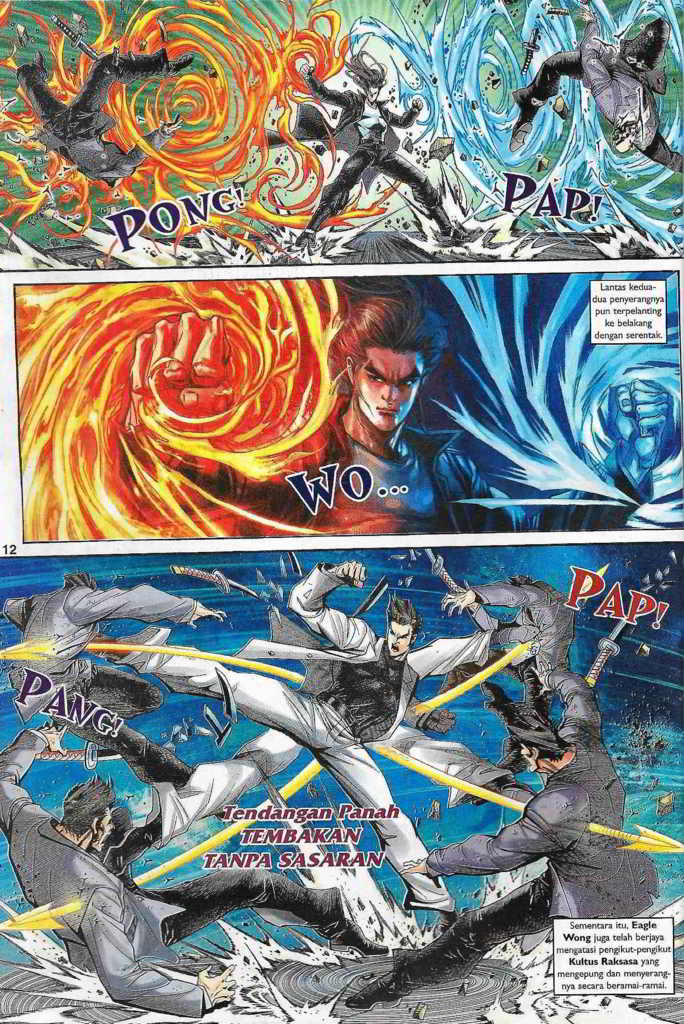 PONG!
PAP!
Lantas kedua-
dua penyerangnya
pun terpelanting
ke belakang
dengan serentak.
WO...
12
PAP!
PANG!
Tendangan Panah
TEMBAKAN
TANPA SASARAN
Sementara itu, Eagle
Wong juga telah berjaya
mengatasi pengikut-pengikut
Kultus Raksasa yang
mengepung dan menyerang-
nya secara beramai-ramai.